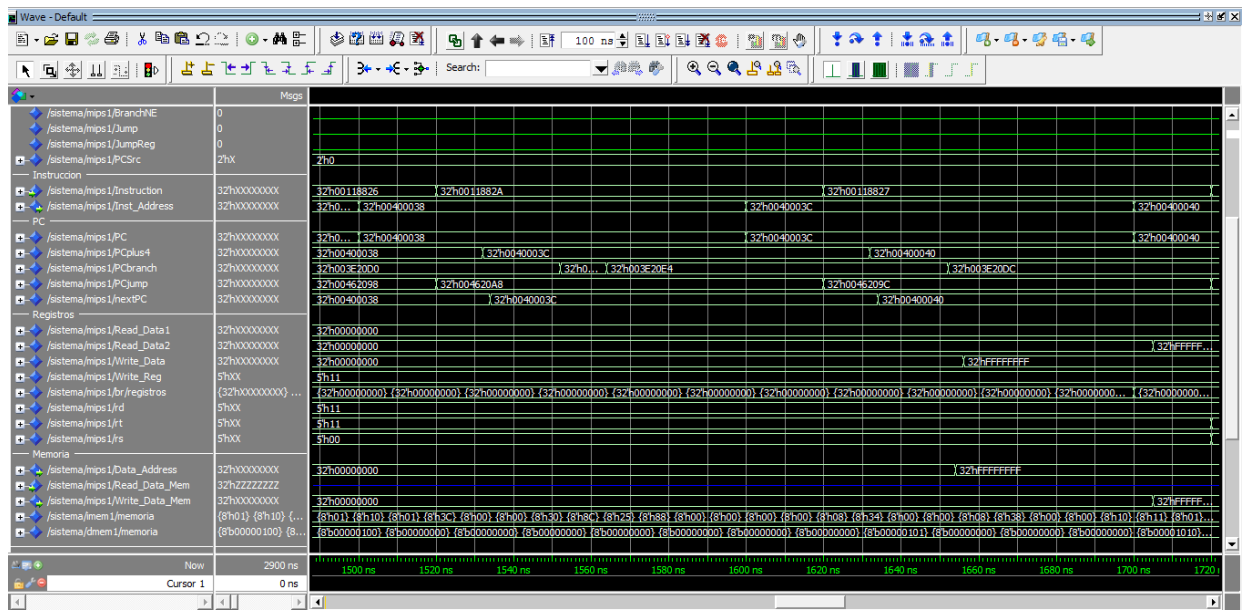 Wave - Default
100 ns
Search:
Msgs
/sistema/mips1/BranchNE 0
/sistema/mips1/Jump 0
/sistema/mips1/JumpReg 0
/sistema/mips1/PCSrc 2'hX 2'h0
Instruccion
/sistema/mips1/Instruction 32'hXXXXXXXX 32'h00118826 32'h0011882A 32'h00118827
/sistema/mips1/Inst_Address 32'hXXXXXXXX 32'h0... 32'h00400038 32'h0040003C 32'h00400040
PC
/sistema/mips1/PC 32'hXXXXXXXX 32'h0... 32'h00400038 32'h0040003C 32'h00400040
/sistema/mips1/PCplus4 32'hXXXXXXXX 32'h00400038 32'h0040003C 32'h00400040
/sistema/mips1/PCbranch 32'hXXXXXXXX 32'h003E20D0 32'h0... 32'h003E20E4 32'h003E20DC
/sistema/mips1/PCjump 32'hXXXXXXXX 32'h00462098 32'h004620A8 32'h0046209C
/sistema/mips1/nextPC 32'hXXXXXXXX 32'h00400038 32'h0040003C 32'h00400040
Registros
/sistema/mips1/Read_Data1 32'hXXXXXXXX 32'h00000000
/sistema/mips1/Read_Data2 32'hXXXXXXXX 32'h00000000 32'hFFFFF...
/sistema/mips1/Write_Data 32'hXXXXXXXX 32'h00000000 32'hFFFFFFFF
/sistema/mips1/Write_Reg 5'hXX 5'h11
/sistema/mips1/br/registros {32'hXXXXXXXX} ... {32'h00000000} {32'h00000000} {32'h00000000} {32'h00000000} {32'h00000000} {32'h00000000} {32'h00000000} {32'h00000000} {32'h00000000} {32'h00000000} {32'h0000000... {32'h0000000...
/sistema/mips1/rd 5'hXX 5'h11
/sistema/mips1/rt 5'hXX 5'h11
/sistema/mips1/rs 5'hXX 5'h00
Memoria
/sistema/mips1/Data_Address 32'hXXXXXXXX 32'h00000000 32'hFFFFFFFF
/sistema/mips1/Read_Data_Mem 32'hZZZZZZZZ
/sistema/mips1/Write_Data_Mem 32'hXXXXXXXX 32'h00000000 32'hFFFFF...
/sistema/imem1/memoria {8'h01} {8'h10} {... {8'h01} {8'h10} {8'h01} {8'h3C} {8'h00} {8'h00} {8'h30} {8'h8C} {8'h25} {8'h88} {8'h00} {8'h00} {8'h00} {8'h00} {8'h08} {8'h34} {8'h00} {8'h00} {8'h08} {8'h38} {8'h00} {8'h00} {8'h10} {8'h11} {8'h01}...
/sistema/dmem1/memoria {8'b00000100} {8... {8'b00000100} {8'b00000000} {8'b00000000} {8'b00000000} {8'b00000101} {8'b00000000} {8'b00000000} {8'b00000000} {8'b00001010}...
Now 2900 ns 1500 ns 1520 ns 1540 ns 1560 ns 1580 ns 1600 ns 1620 ns 1640 ns 1660 ns 1680 ns 1700 ns 1720
Cursor 1 0 ns